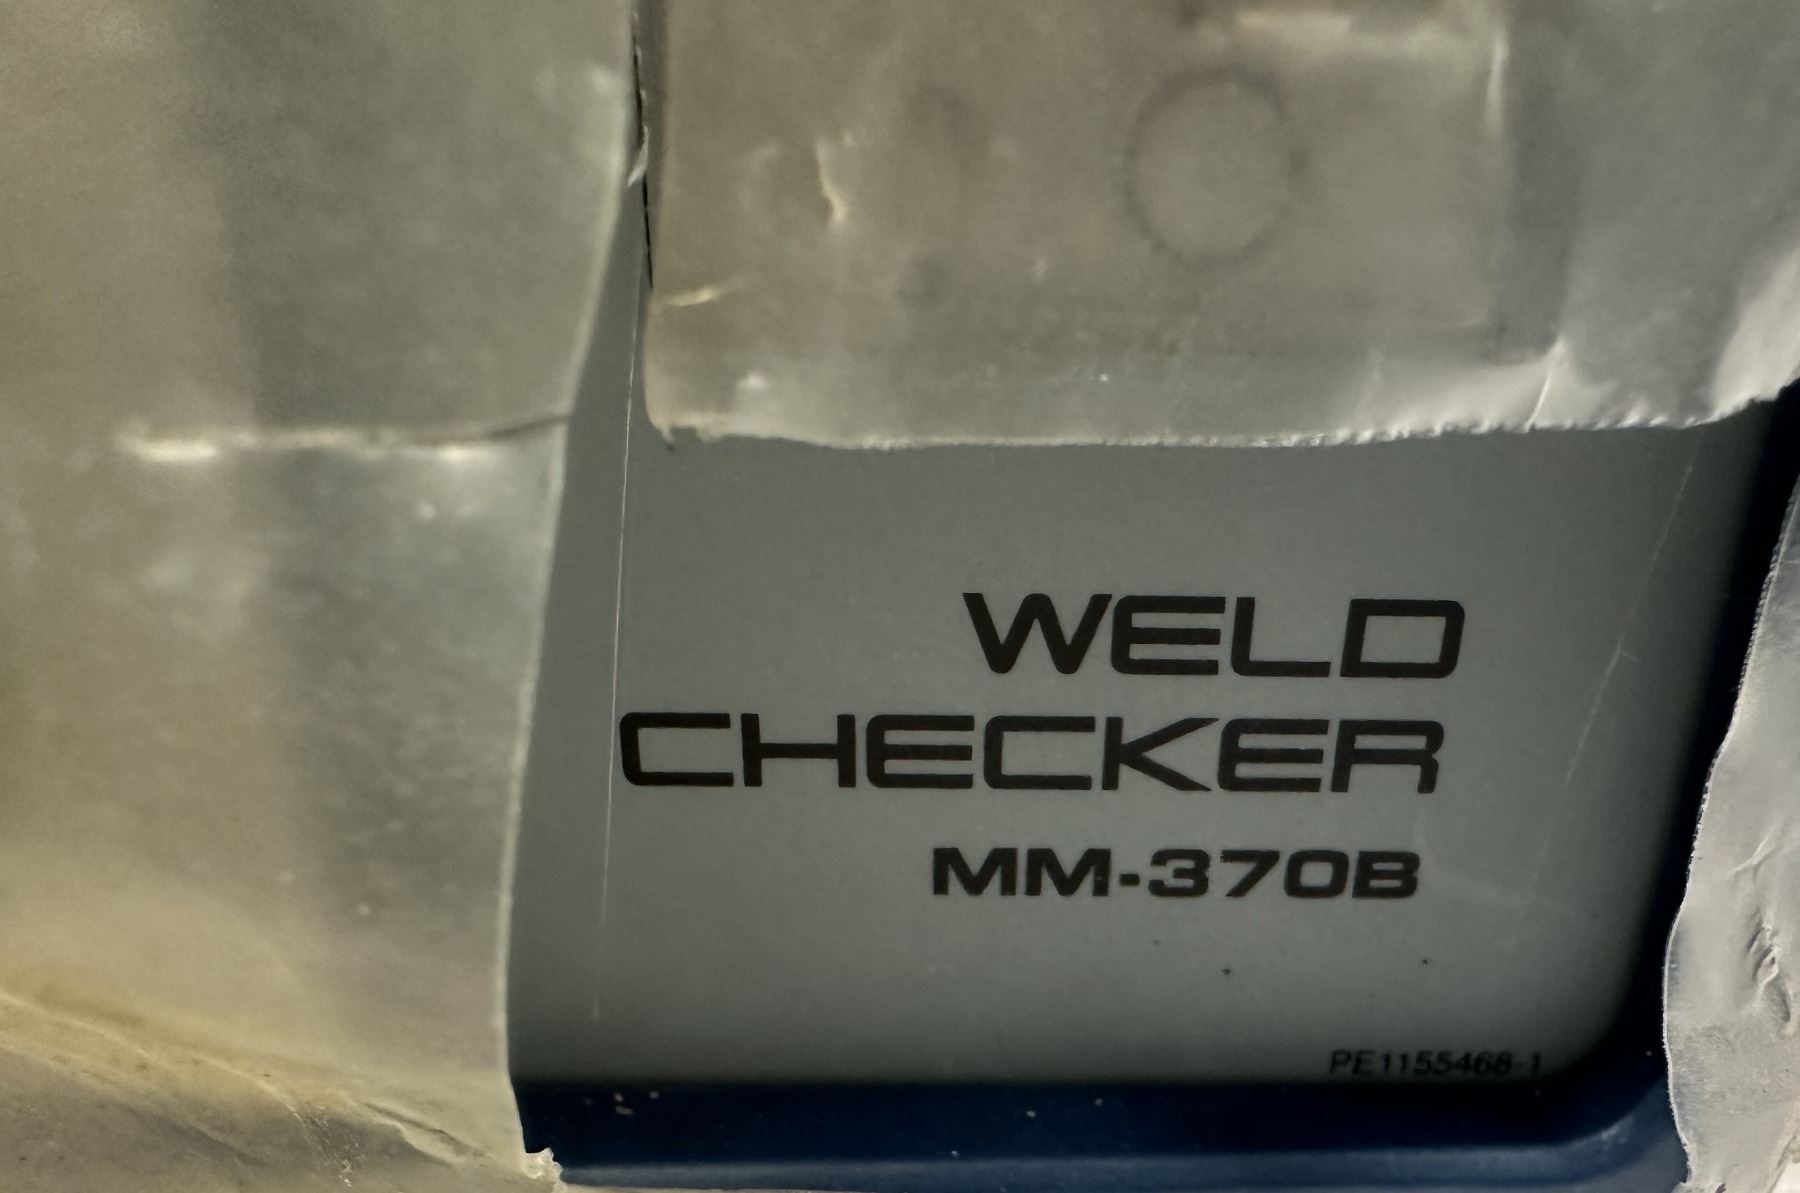 WELD
CHECKER
MM-370B
PE1155468-1